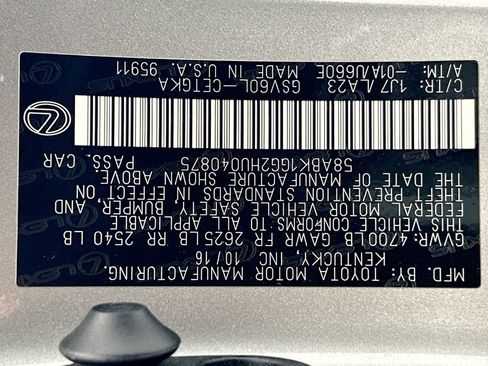 MFD. BY: TOYOTA MOTOR MANUFACTURING.
KENTUCKY, INC 10/16
GVWR: 4700LB GAWR FR 2625LB RR 2540 LB
THIS VEHICLE CONFORMS TO ALL APPLICABLE
FEDERAL MOTOR VEHICLE SAFETY BUMPER, AND
THEFT PREVENTION STANDARDS IN EFFECT ON
THE DATE OF MANUFACTURE SHOWN ABOVE.
58ABK1GG2HU040875 PASS. CAR
C/TR: 1J7/LA23 GSV60L-CETGKA
A/TM: -01A/U660E MADE IN U.S.A. 95911